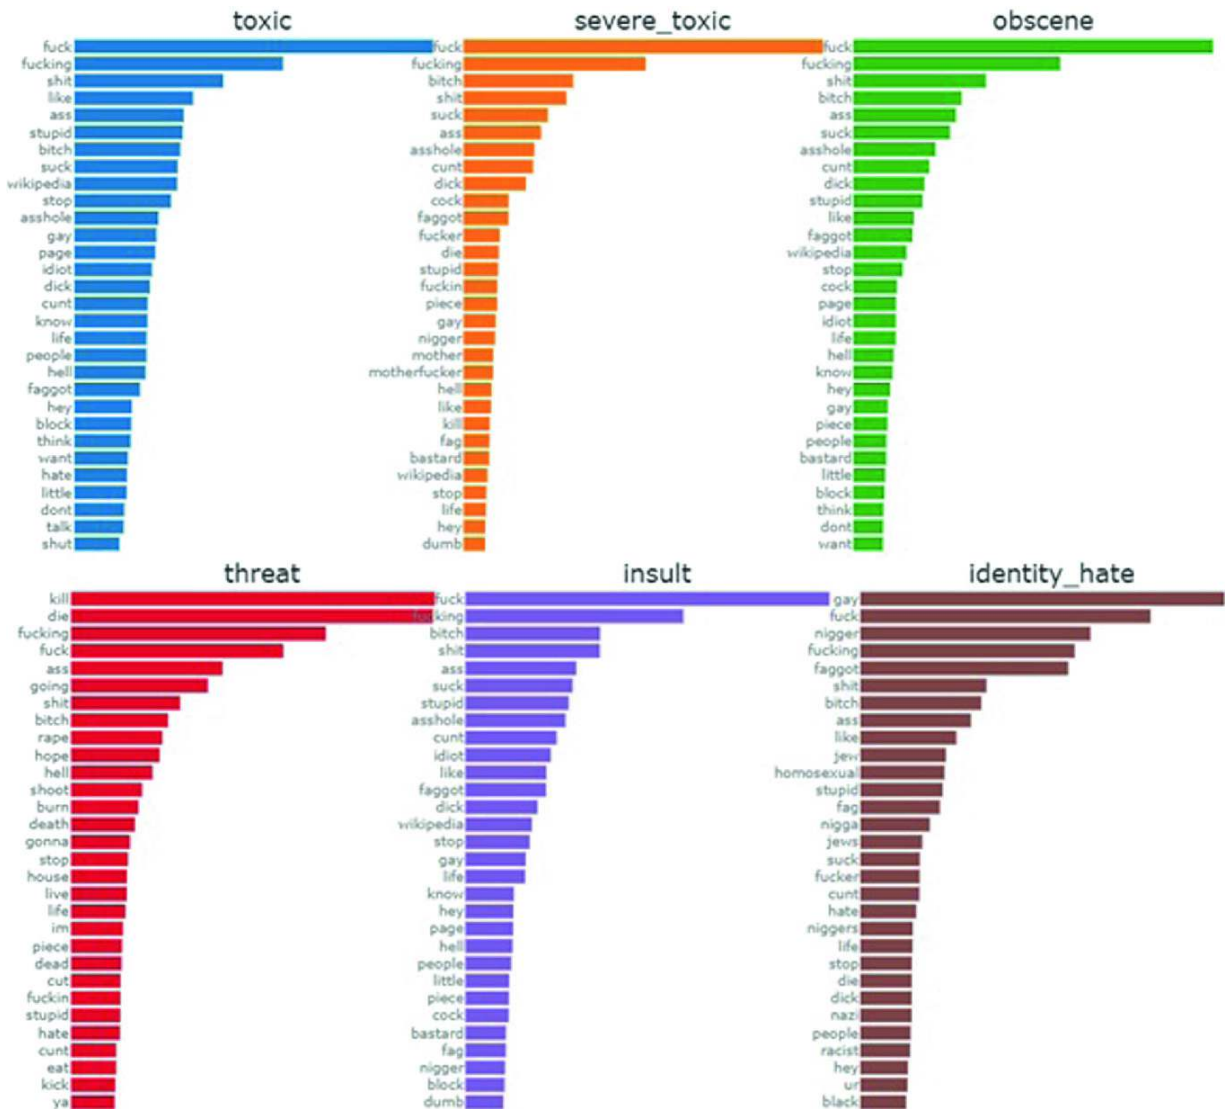 toxic
fuck
fucking
shit
like
ass
stupid
bitch
suck
wikipedia
stop
asshole
gay
page
idiot
dick
cunt
know
life
people
hell
faggot
hey
block
think
want
hate
little
dont
talk
shut
severe_toxic
fuck
fucking
bitch
shit
suck
ass
asshole
cunt
dick
cock
faggot
fucker
die
stupid
fuckin
piece
gay
nigger
mother
motherfucker
hell
like
kill
fag
bastard
wikipedia
stop
life
hey
dumb
obscene
fuck
fucking
shit
bitch
ass
suck
asshole
cunt
dick
stupid
like
faggot
wikipedia
stop
cock
page
idiot
life
hell
know
hey
gay
piece
people
bastard
little
block
think
dont
want
threat
kill
die
fucking
fuck
ass
going
shit
bitch
rape
hope
hell
shoot
burn
death
gonna
stop
house
live
life
im
piece
dead
cut
fuckin
stupid
hate
cunt
eat
kick
ya
insult
fuck
fucking
bitch
shit
ass
suck
stupid
asshole
cunt
idiot
like
faggot
dick
wikipedia
stop
gay
life
know
hey
page
hell
people
little
piece
cock
bastard
fag
nigger
block
dumb
identity_hate
gay
fuck
nigger
fucking
faggot
shit
bitch
ass
like
jew
homosexual
stupid
fag
nigga
jews
suck
fucker
cunt
hate
niggers
life
stop
die
dick
nazi
people
racist
hey
ur
black